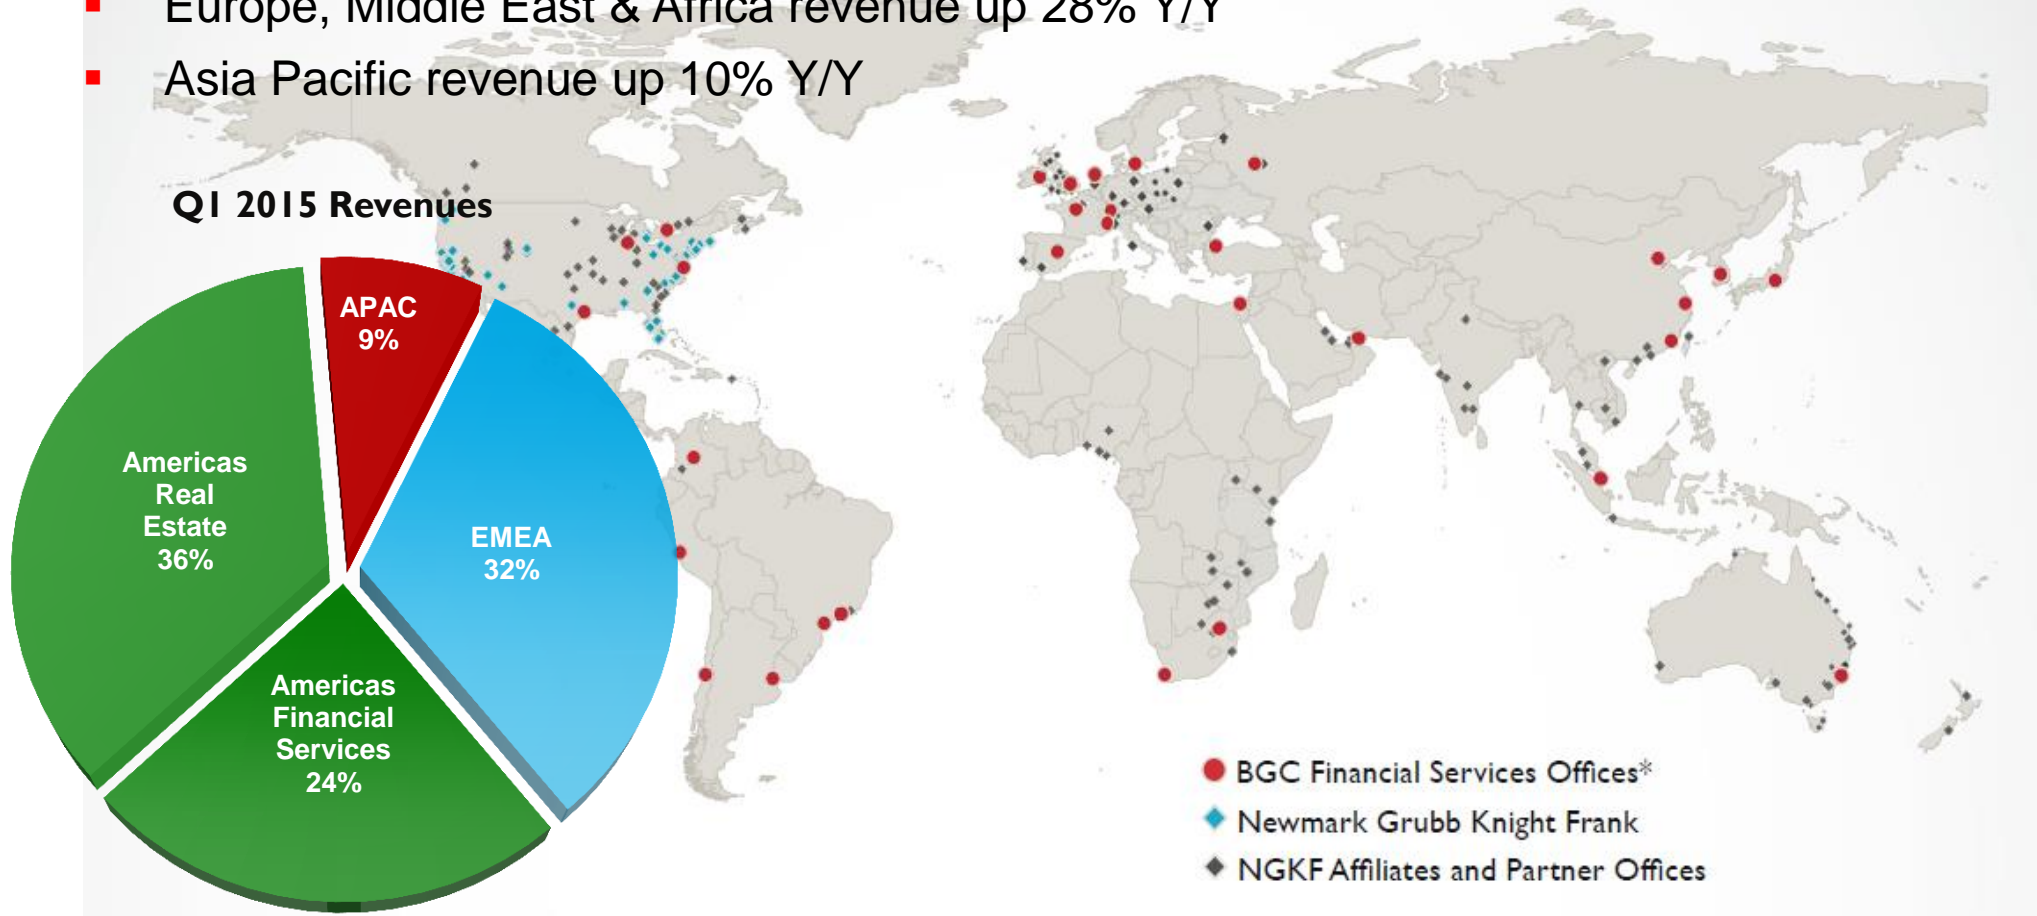 Europe, Middle East & Africa revenue up 28% Y/Y
Asia Pacific revenue up 10% Y/Y
Q1 2015 Revenues
APAC
9%
Americas
Real
Estate
36%
EMEA
32%
Americas
Financial
Services
24%
BGC Financial Services Offices*
Newmark Grubb Knight Frank
NGKF Affiliates and Partner Offices